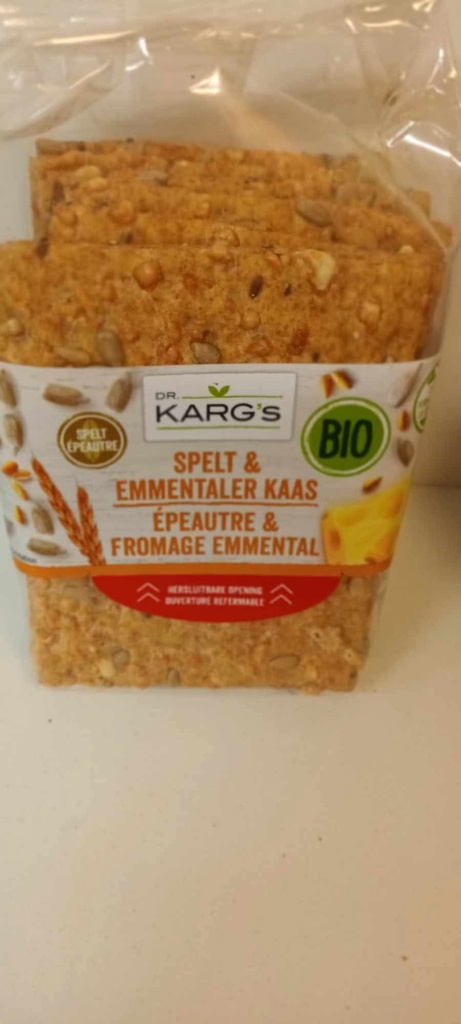 DR.
KARG'S
SPELT
ÉPEAUTRE
BIO
SPELT &
EMMENTALER KAAS
ÉPEAUTRE &
FROMAGE EMMENTAL
HERSLUITBARE OPENING
OUVERTURE REFERMABLE